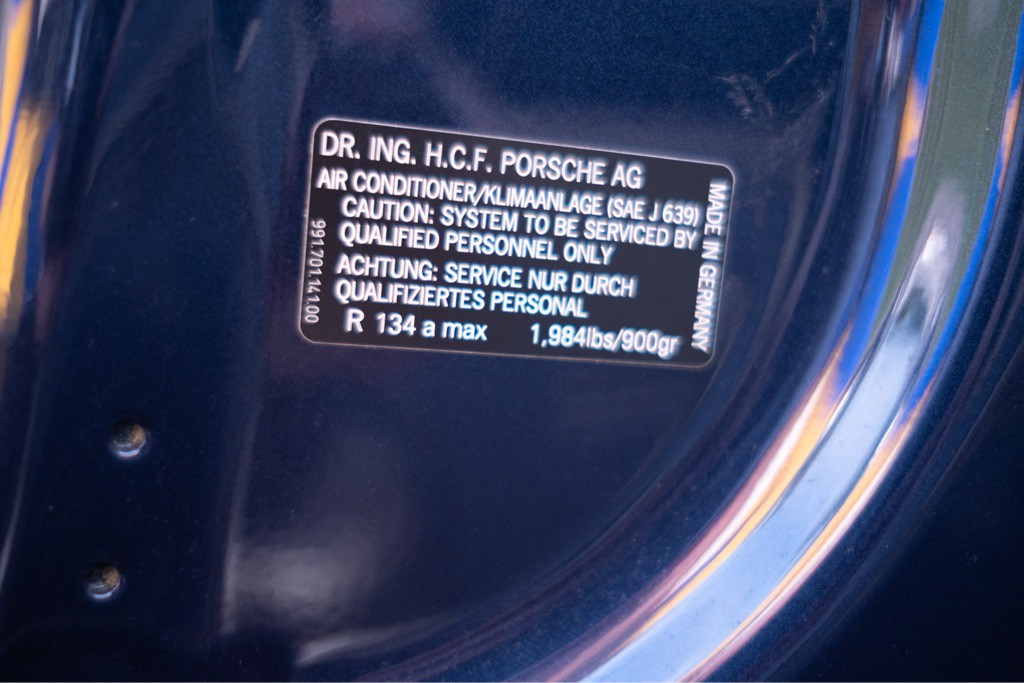 DR. ING. H.C.F. PORSCHE AG
AIR CONDITIONER/KLIMAANLAGE (SAE J 639)
CAUTION: SYSTEM TO BE SERVICED BY
QUALIFIED PERSONNEL ONLY
ACHTUNG: SERVICE NUR DURCH
QUALIFIZIERTES PERSONAL
R 134 a max 1,984lbs/900gr
MADE IN GERMANY
991.701.141.00